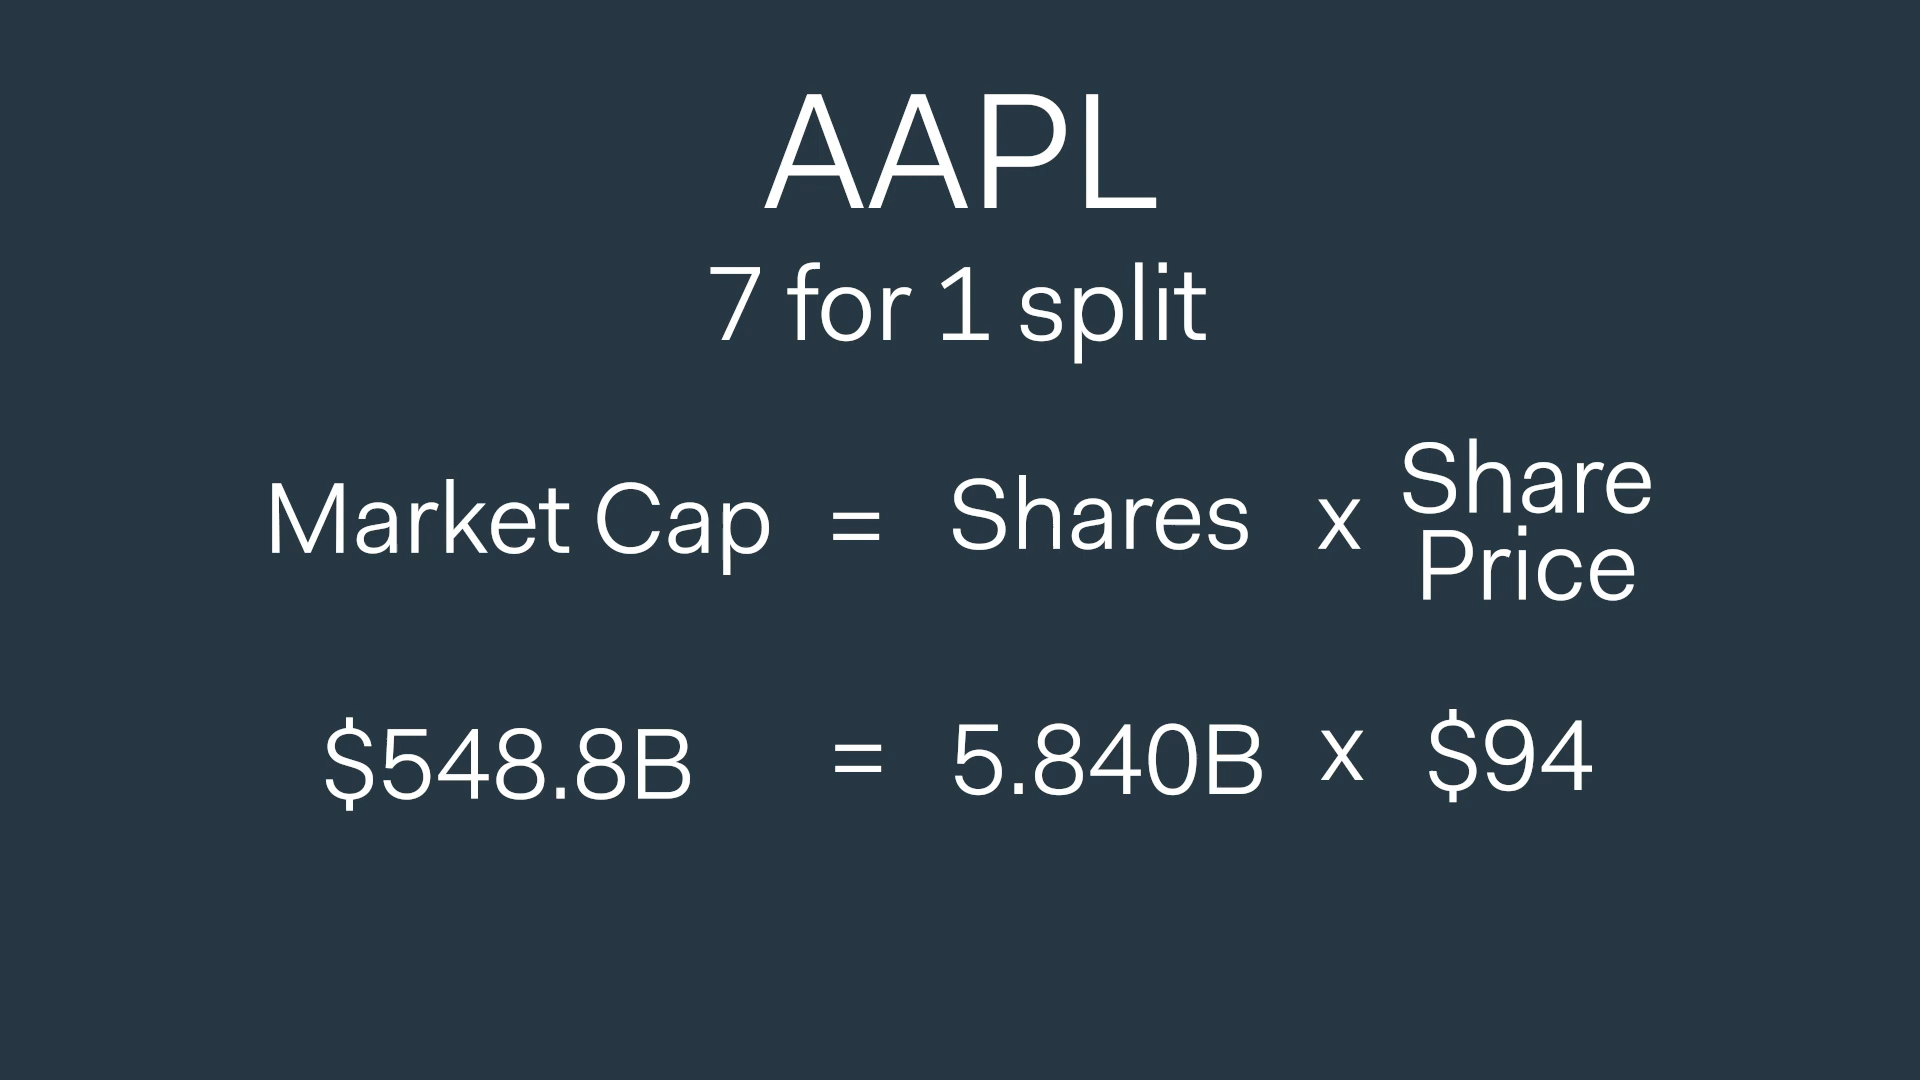 AAPL
7 for 1 split
Market Cap = Shares x Share Price
$548.8B = 5.840B x $94